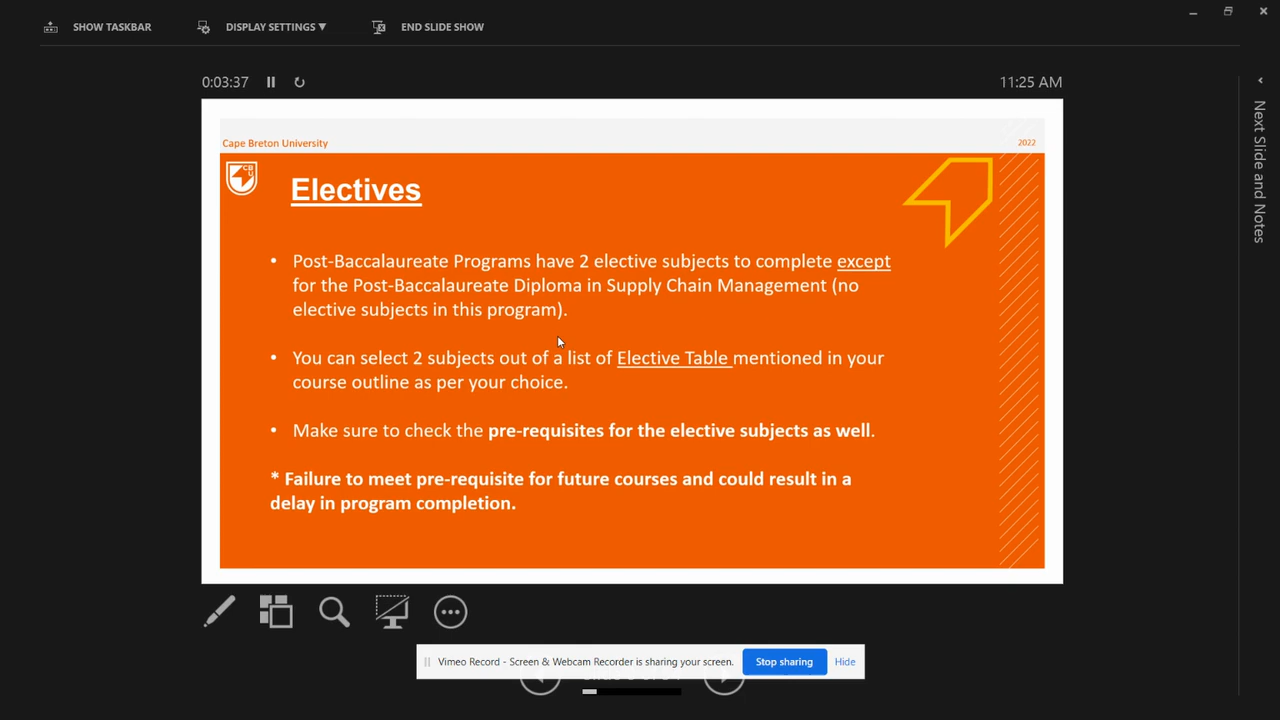 SHOW TASKBAR
DISPLAY SETTINGS ▼
END SLIDE SHOW
0:03:37
11:25 AM
Next Slide and Notes
Cape Breton University
2022
CBU
Electives
• Post-Baccalaureate Programs have 2 elective subjects to complete except
for the Post-Baccalaureate Diploma in Supply Chain Management (no
elective subjects in this program).
• You can select 2 subjects out of a list of Elective Table mentioned in your
course outline as per your choice.
• Make sure to check the pre-requisites for the elective subjects as well.
* Failure to meet pre-requisite for future courses and could result in a
delay in program completion.
Vimeo Record - Screen & Webcam Recorder is sharing your screen.
Stop sharing
Hide